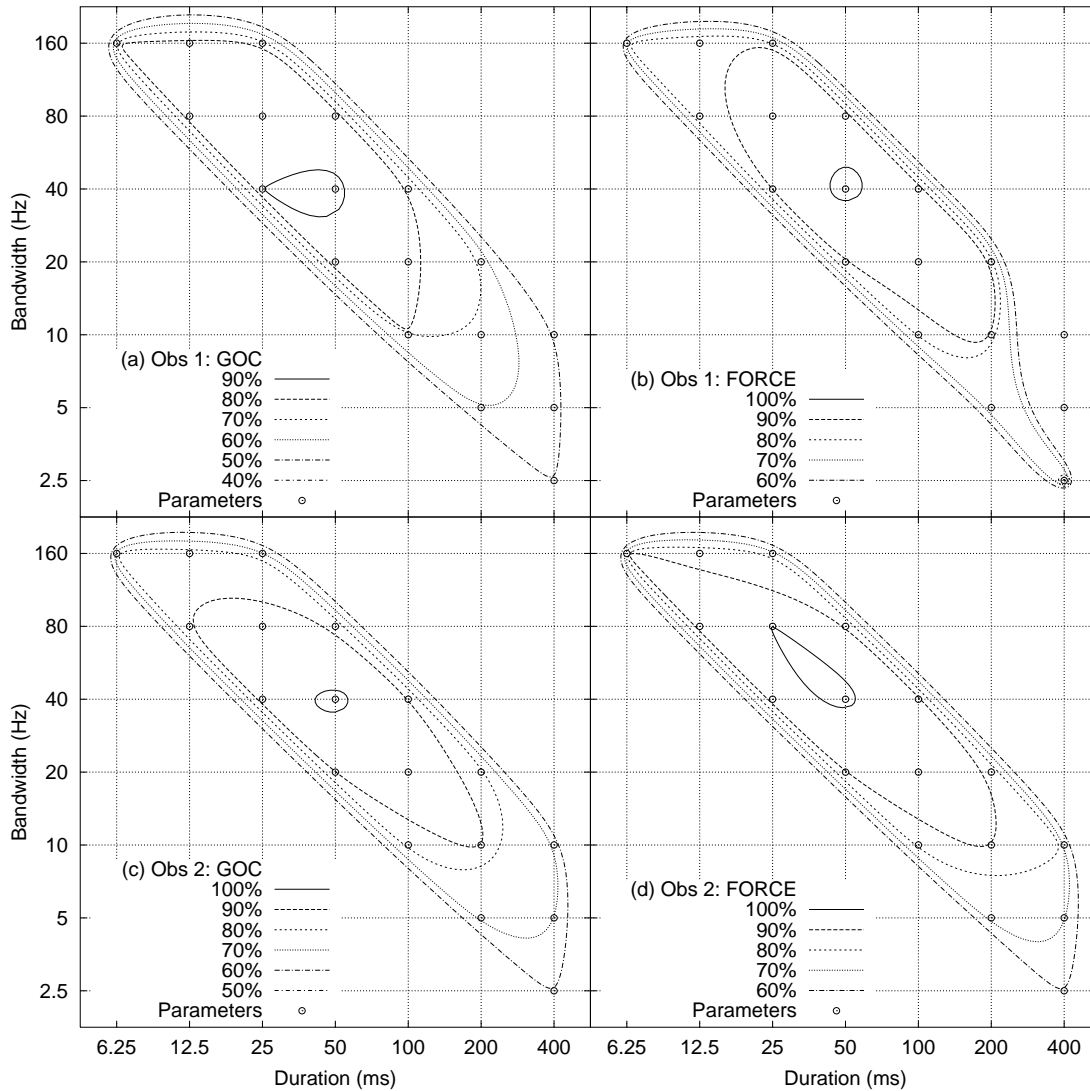 160
80
40
20
10
5
2.5
Bandwidth (Hz)
(a) Obs 1: GOC
90%
80%
70%
60%
50%
40%
Parameters
(b) Obs 1: FORCE
100%
90%
80%
70%
60%
Parameters
160
80
40
20
10
5
2.5
Bandwidth (Hz)
(c) Obs 2: GOC
100%
90%
80%
70%
60%
50%
Parameters
(d) Obs 2: FORCE
100%
90%
80%
70%
60%
Parameters
6.25 12.5 25 50 100 200 400
Duration (ms)
6.25 12.5 25 50 100 200 400
Duration (ms)